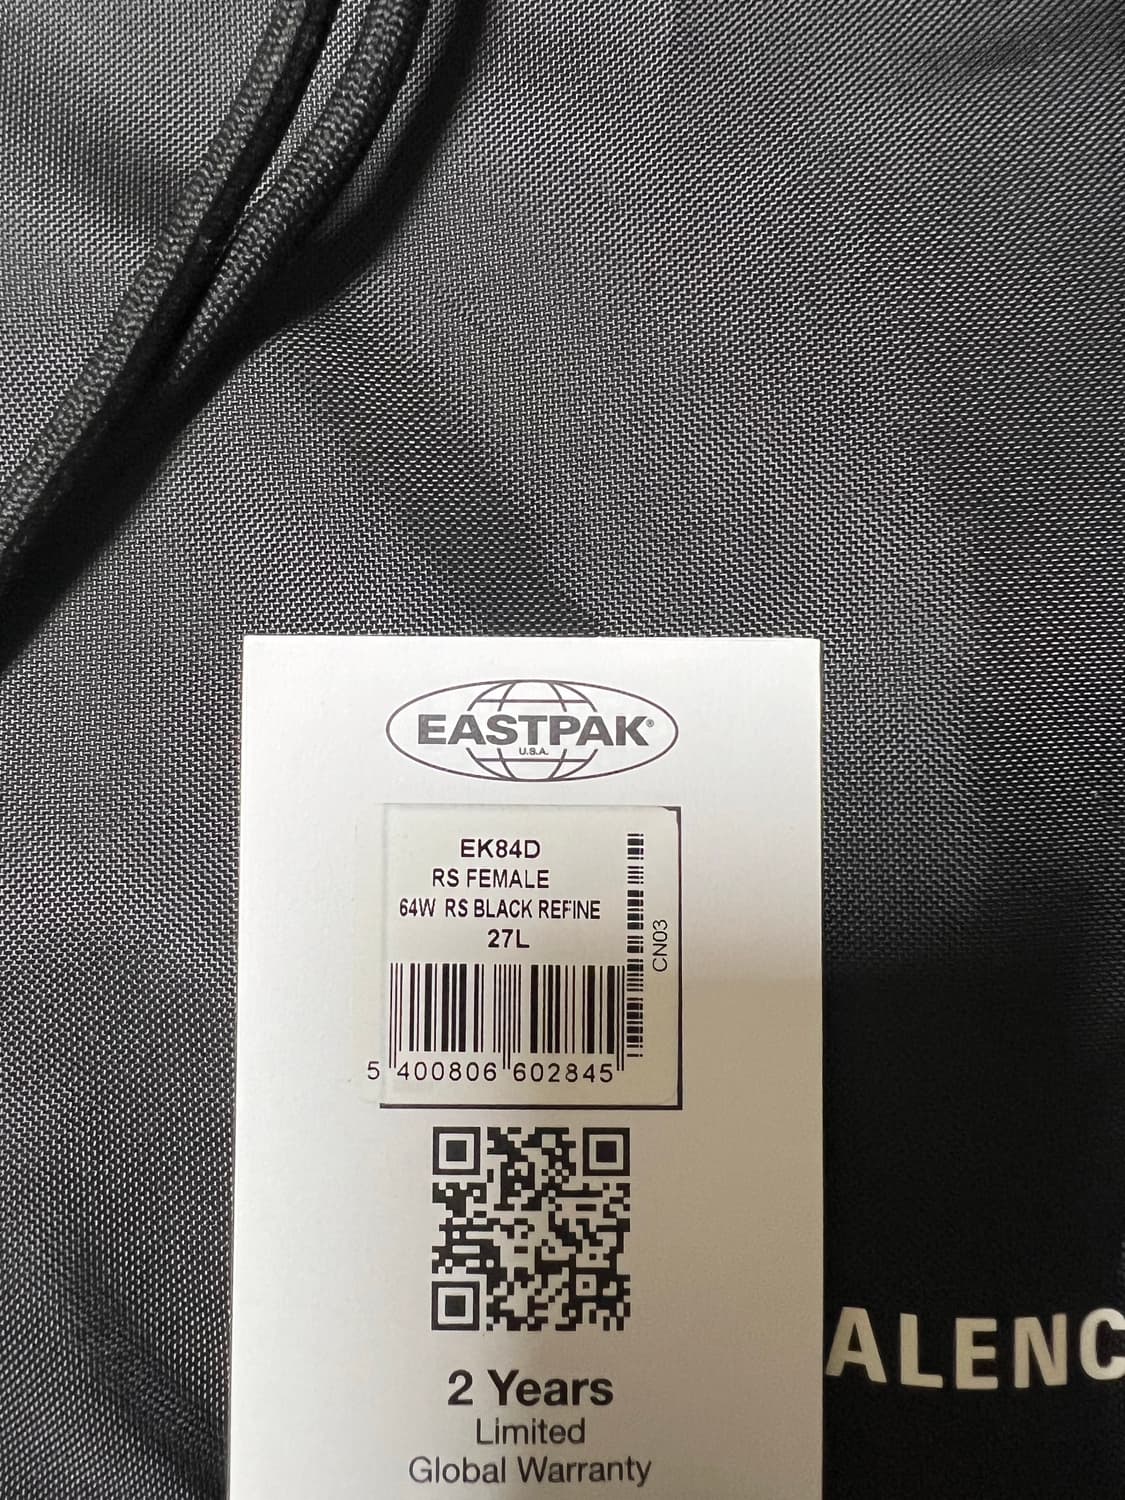 EASTPAK®
U.S.A.
EK84D
RS FEMALE
64W RS BLACK REFINE
27L
CN03
5 400806 602845
ALENC
2 Years
Limited
Global Warranty